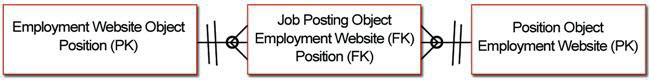 Employment Website Object
Position (PK)
Job Posting Object
Employment Website (FK)
Position (FK)
Position Object
Employment Website (PK)